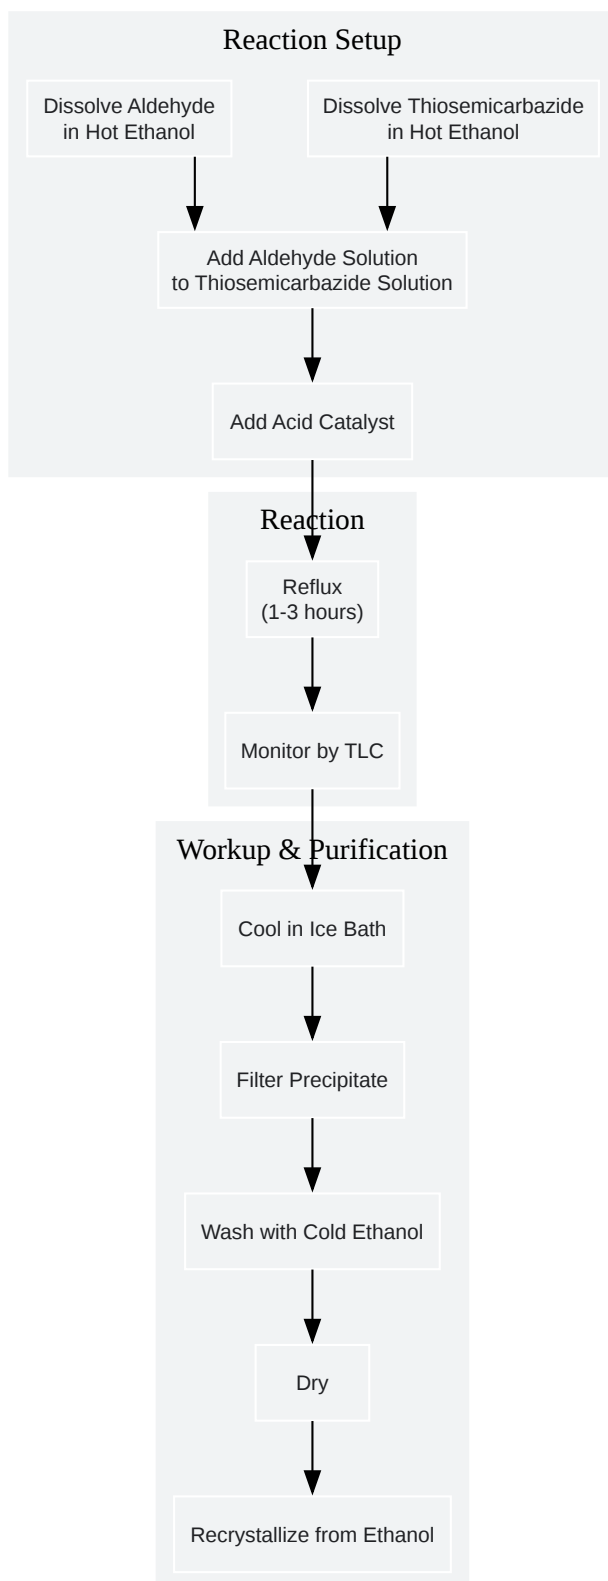 Reaction Setup
Dissolve Aldehyde
in Hot Ethanol
Dissolve Thiosemicarbazide
in Hot Ethanol
Add Aldehyde Solution
to Thiosemicarbazide Solution
Add Acid Catalyst
Reaction
Reflux
(1-3 hours)
Monitor by TLC
Workup & Purification
Cool in Ice Bath
Filter Precipitate
Wash with Cold Ethanol
Dry
Recrystallize from Ethanol